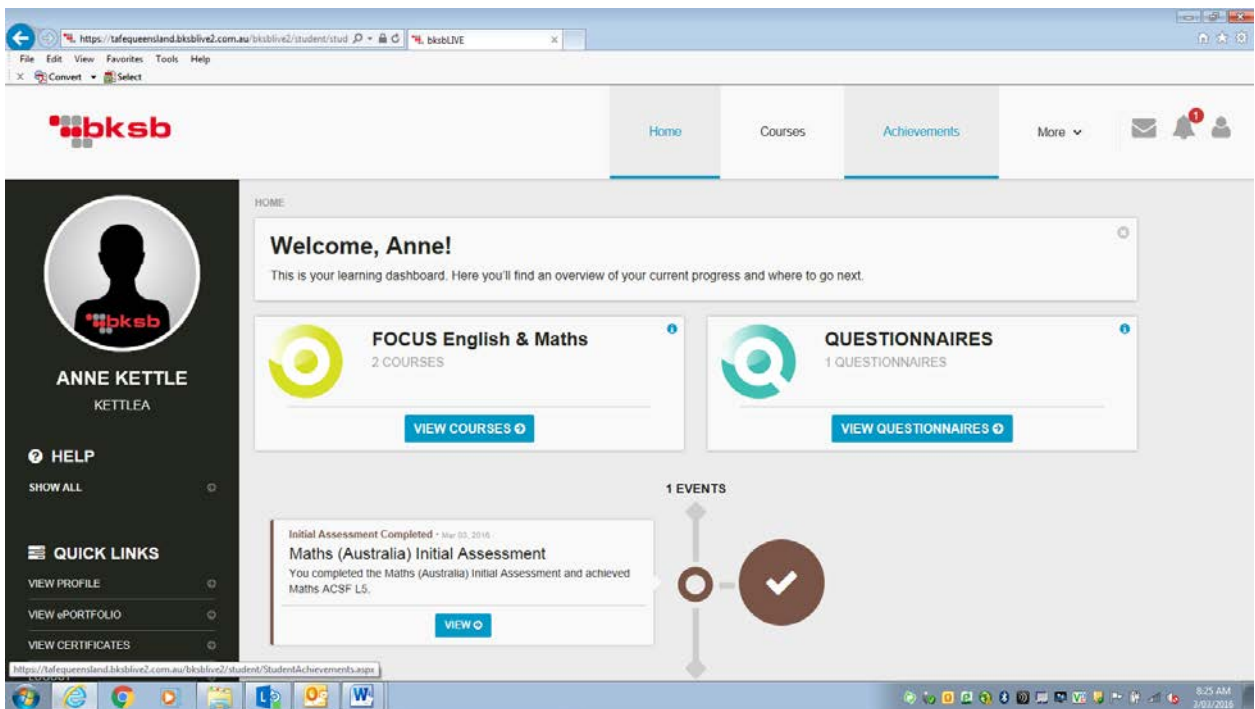 https://tafequeensland.bksblive2.com.au/bksblive2/student/stud
bksbLIVE
File Edit View Favorites Tools Help
Convert Select
bksb
Home Courses Achievements More 1
bksb
ANNE KETTLE
KETTLEA
HELP
SHOW ALL
QUICK LINKS
VIEW PROFILE
VIEW ePORTFOLIO
VIEW CERTIFICATES
LOGOUT
HOME
Welcome, Anne!
This is your learning dashboard. Here you'll find an overview of your current progress and where to go next.
FOCUS English & Maths
2 COURSES
VIEW COURSES
QUESTIONNAIRES
1 QUESTIONNAIRES
VIEW QUESTIONNAIRES
1 EVENTS
Initial Assessment Completed · Mar 03, 2016
Maths (Australia) Initial Assessment
You completed the Maths (Australia) Initial Assessment and achieved
Maths ACSF L5.
VIEW
https://tafequeensland.bksblive2.com.au/bksblive2/student/StudentAchievements.aspx
8:25 AM
3/03/2016